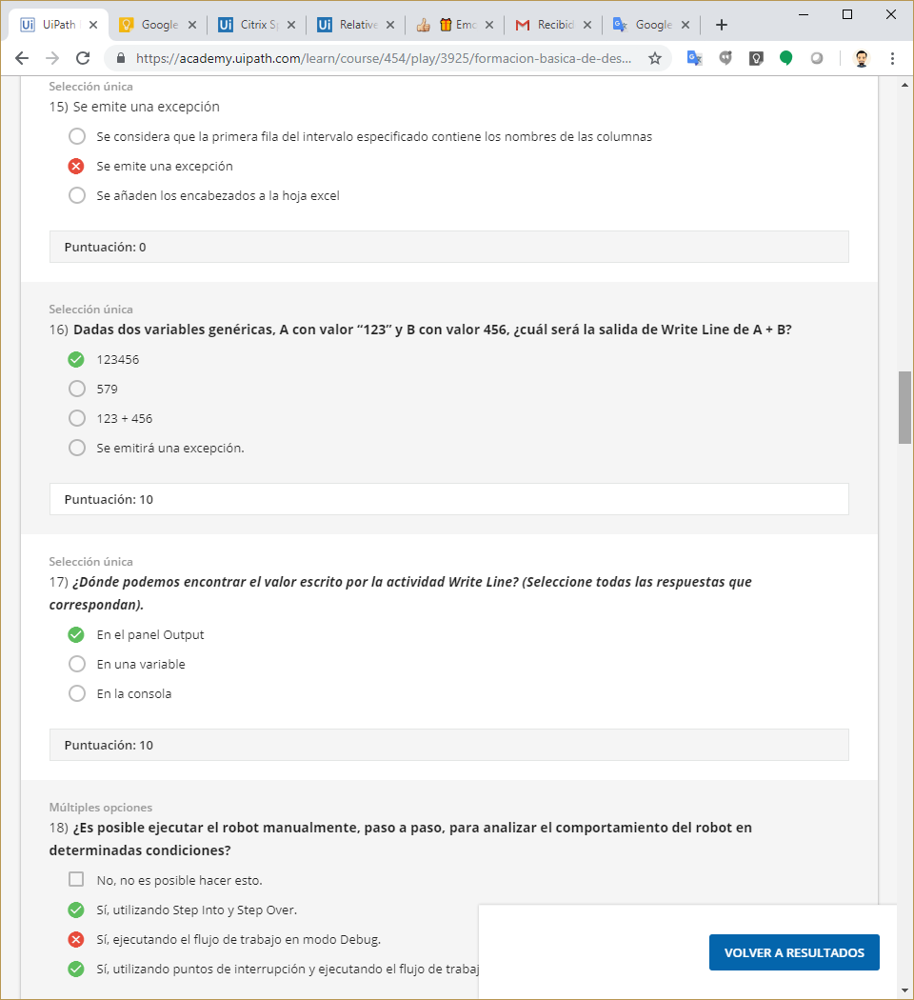 UiPath
Google
Citrix Sp
Relative
Emo
Recibid
Google
https://academy.uipath.com/learn/course/454/play/3925/formacion-basica-de-des...
Selección única
15) Se emite una excepción
Se considera que la primera fila del intervalo especificado contiene los nombres de las columnas
Se emite una excepción
Se añaden los encabezados a la hoja excel
Puntuación: 0
Selección única
16) Dadas dos variables genéricas, A con valor “123” y B con valor 456, ¿cuál será la salida de Write Line de A + B?
123456
579
123 + 456
Se emitirá una excepción.
Puntuación: 10
Selección única
17) ¿Dónde podemos encontrar el valor escrito por la actividad Write Line? (Seleccione todas las respuestas que
correspondan).
En el panel Output
En una variable
En la consola
Puntuación: 10
Múltiples opciones
18) ¿Es posible ejecutar el robot manualmente, paso a paso, para analizar el comportamiento del robot en
determinadas condiciones?
No, no es posible hacer esto.
Sí, utilizando Step Into y Step Over.
Sí, ejecutando el flujo de trabajo en modo Debug.
Sí, utilizando puntos de interrupción y ejecutando el flujo de trabaj
VOLVER A RESULTADOS